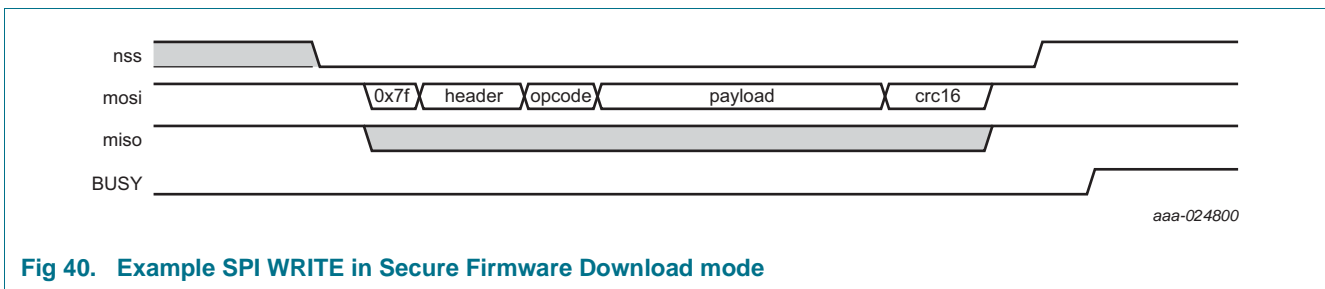 nss
mosi 0x7f header opcode payload crc16
miso
BUSY
aaa-024800
Fig 40. Example SPI WRITE in Secure Firmware Download mode